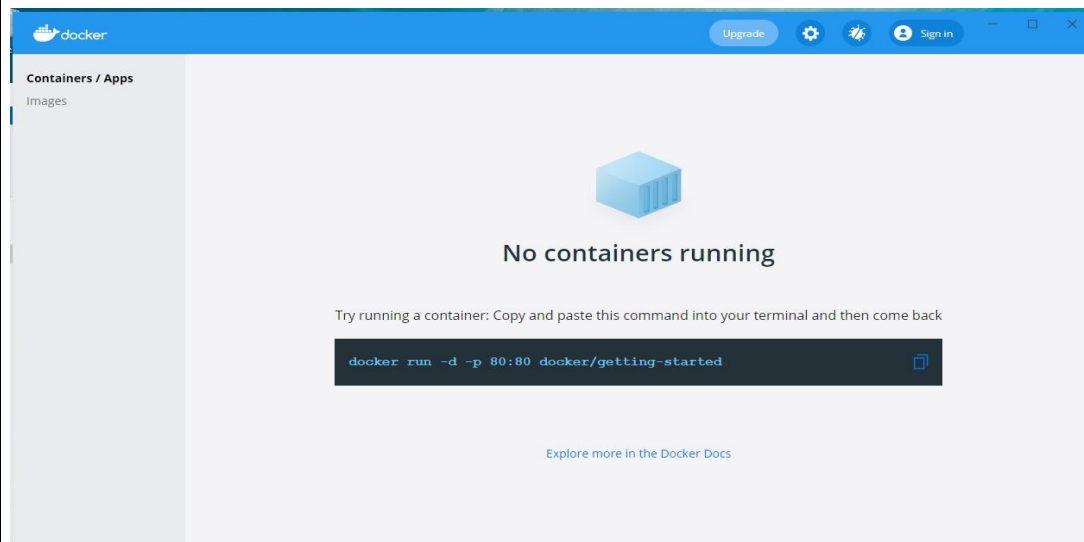 docker
Upgrade
Sign in
Containers / Apps
Images
No containers running
Try running a container: Copy and paste this command into your terminal and then come back
docker run -d -p 80:80 docker/getting-started
Explore more in the Docker Docs